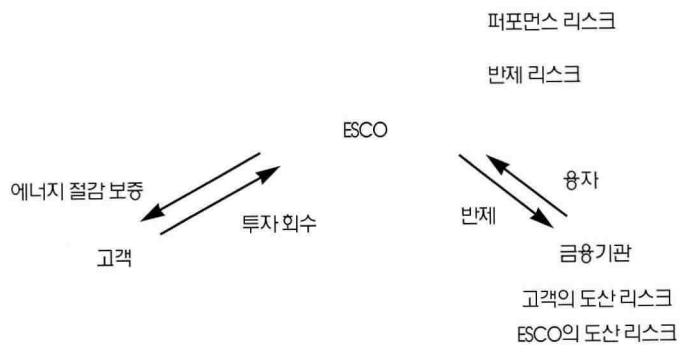 퍼포먼스 리스크
반제 리스크
ESCO
에너지 절감 보증
융자
투자 회수
반제
고객
금융기관
고객의 도산 리스크
ESCO의 도산 리스크